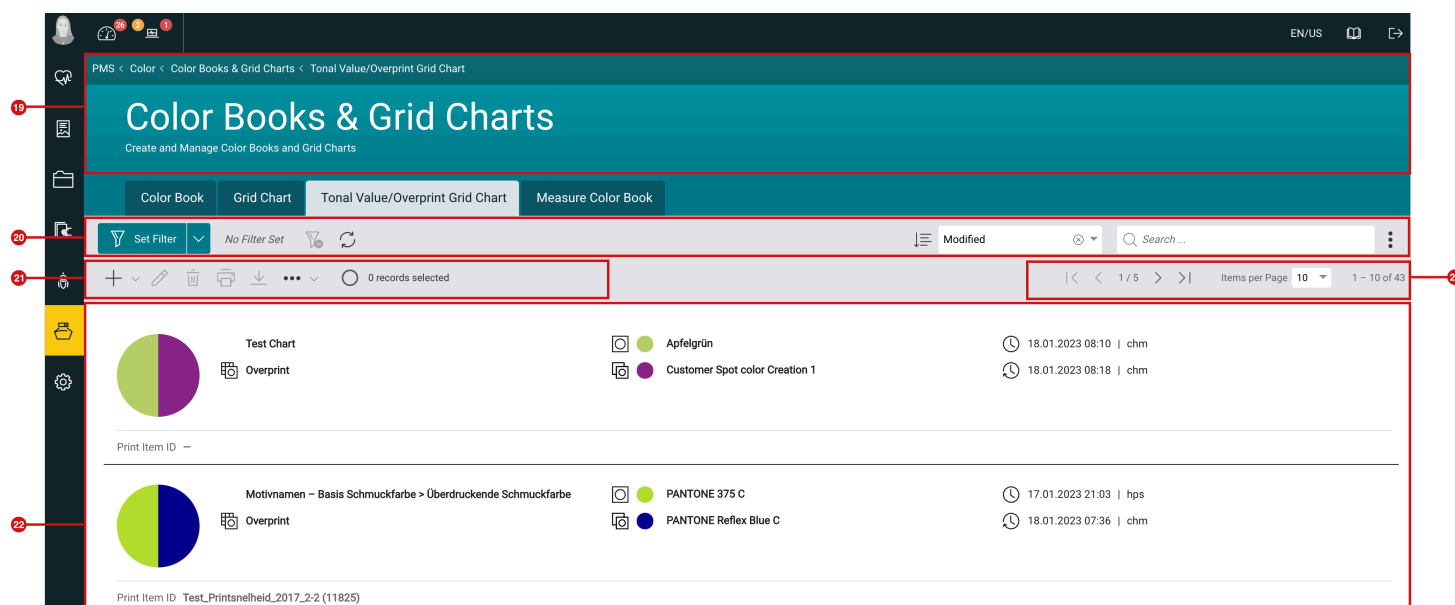 26 2 1 EN/US
PMS < Color < Color Books & Grid Charts < Tonal Value/Overprint Grid Chart
19
Color Books & Grid Charts
Create and Manage Color Books and Grid Charts
Color Book Grid Chart Tonal Value/Overprint Grid Chart Measure Color Book
20 Set Filter No Filter Set Modified Search ...
21 0 records selected 1 / 5 Items per Page 10 1 – 10 of 43
Test Chart Apfelgrün 18.01.2023 08:10 | chm
Overprint Customer Spot color Creation 1 18.01.2023 08:18 | chm
Print Item ID –
Motivnamen – Basis Schmuckfarbe > Überdruckende Schmuckfarbe PANTONE 375 C 17.01.2023 21:03 | hps
22 Overprint PANTONE Reflex Blue C 18.01.2023 07:36 | chm
Print Item ID Test_Printsnelheid_2017_2-2 (11825)